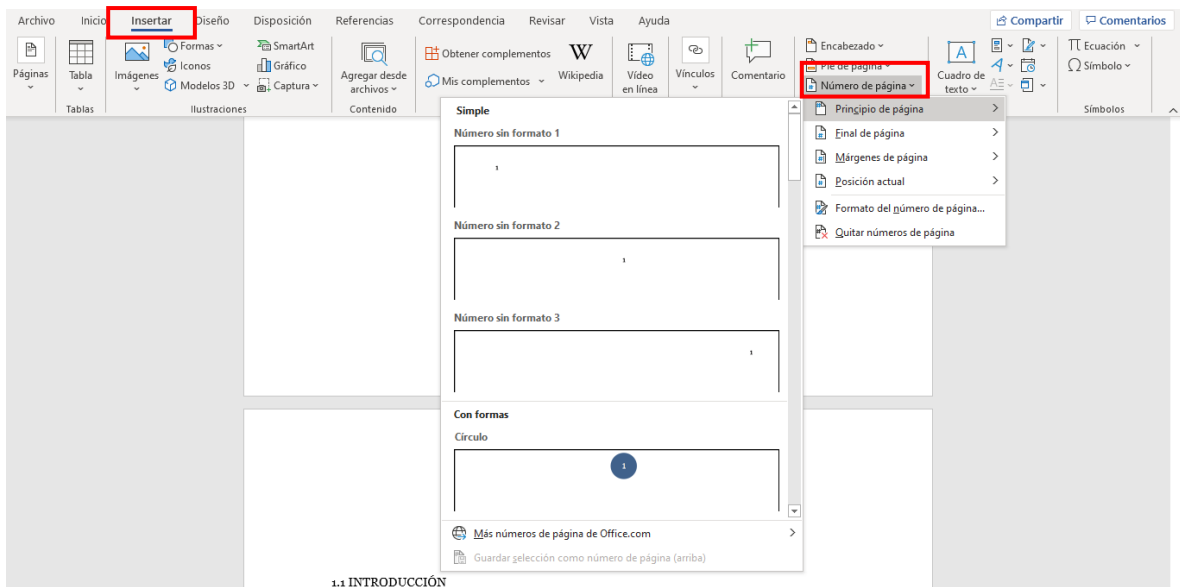 Archivo Inicio Insertar Diseño Disposición Referencias Correspondencia Revisar Vista Ayuda Compartir Comentarios
Páginas
Tabla
Tablas
Imágenes
Formas
Iconos
Modelos 3D
SmartArt
Gráfico
Captura
Ilustraciones
Agregar desde
archivos
Contenido
Obtener complementos
Mis complementos
W
Wikipedia
Vídeo
en línea
Vínculos
Comentario
Encabezado
Pie de página
Número de página
Cuadro de
texto
Ecuación
Símbolo
Símbolos
Principio de página
Final de página
Márgenes de página
Posición actual
Formato del número de página...
Quitar números de página
Simple
Número sin formato 1
1
Número sin formato 2
1
Número sin formato 3
1
Con formas
Círculo
1
Más números de página de Office.com
Guardar selección como número de página (arriba)
1.1 INTRODUCCIÓN